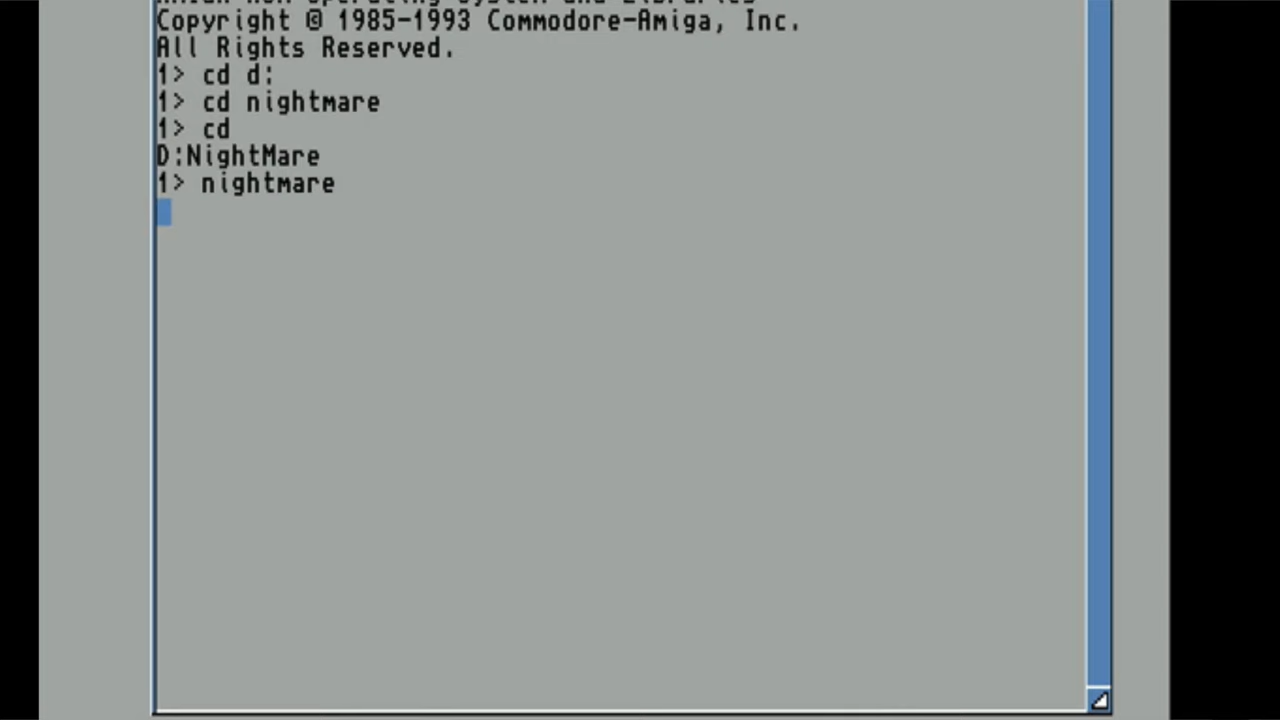 Copyright © 1985-1993 Commodore-Amiga, Inc.
All Rights Reserved.
1> cd d:
1> cd nightmare
1> cd
D:NightMare
1> nightmare